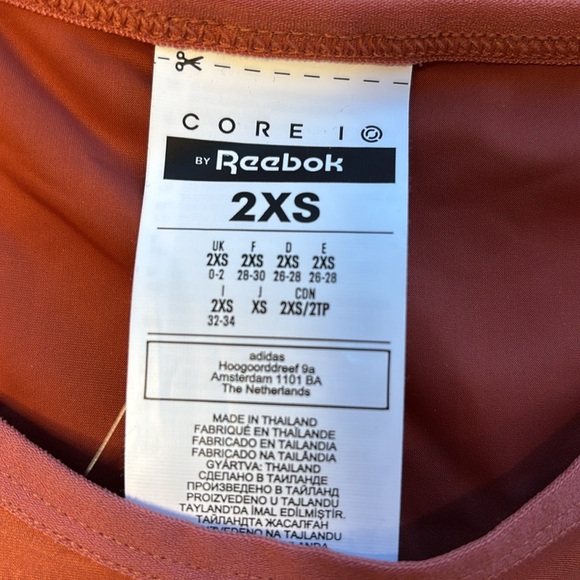 CORE 10
BY Reebok
2XS
UK F D E
2XS 2XS 2XS 2XS
0-2 28-30 26-28 26-28
I J CDN
2XS XS 2XS/2TP
32-34
adidas
Hoogoorddreef 9a
Amsterdam 1101 BA
The Netherlands
MADE IN THAILAND
FABRIQUÉ EN THAÏLANDE
FABRICADO EN TAILANDIA
FABRICADO NA TAILÂNDIA
GYÁRTVA: THAILAND
СДЕЛАНО В ТАИЛАНДЕ
ПРОИЗВЕДЕНО В ТАЙЛАНД
PROIZVEDENO U TAJLANDU
TAYLAND'DA İMAL EDİLMİŞTİR.
ТАЙЛАНДТА ЖАСАЛҒАН